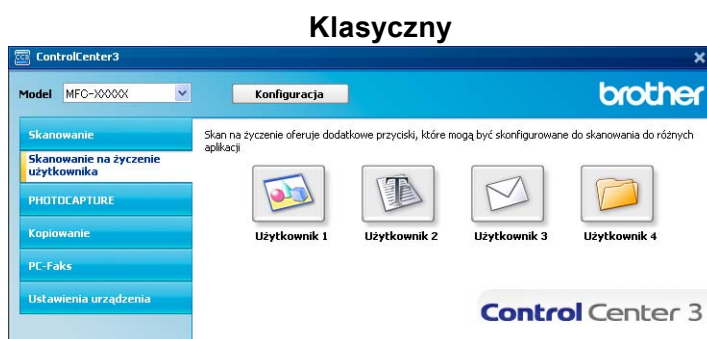 Klasyczny
ControlCenter3
Model MFC-XXXXX Konfiguracja brother
Skanowanie
Skanowanie na życzenie
użytkownika
PHOTOCAPTURE
Kopiowanie
PC-Faks
Ustawienia urządzenia
Skan na życzenie oferuje dodatkowe przyciski, które mogą być skonfigurowane do skanowania do różnych
aplikacji
Użytkownik 1 Użytkownik 2 Użytkownik 3 Użytkownik 4
Control Center 3